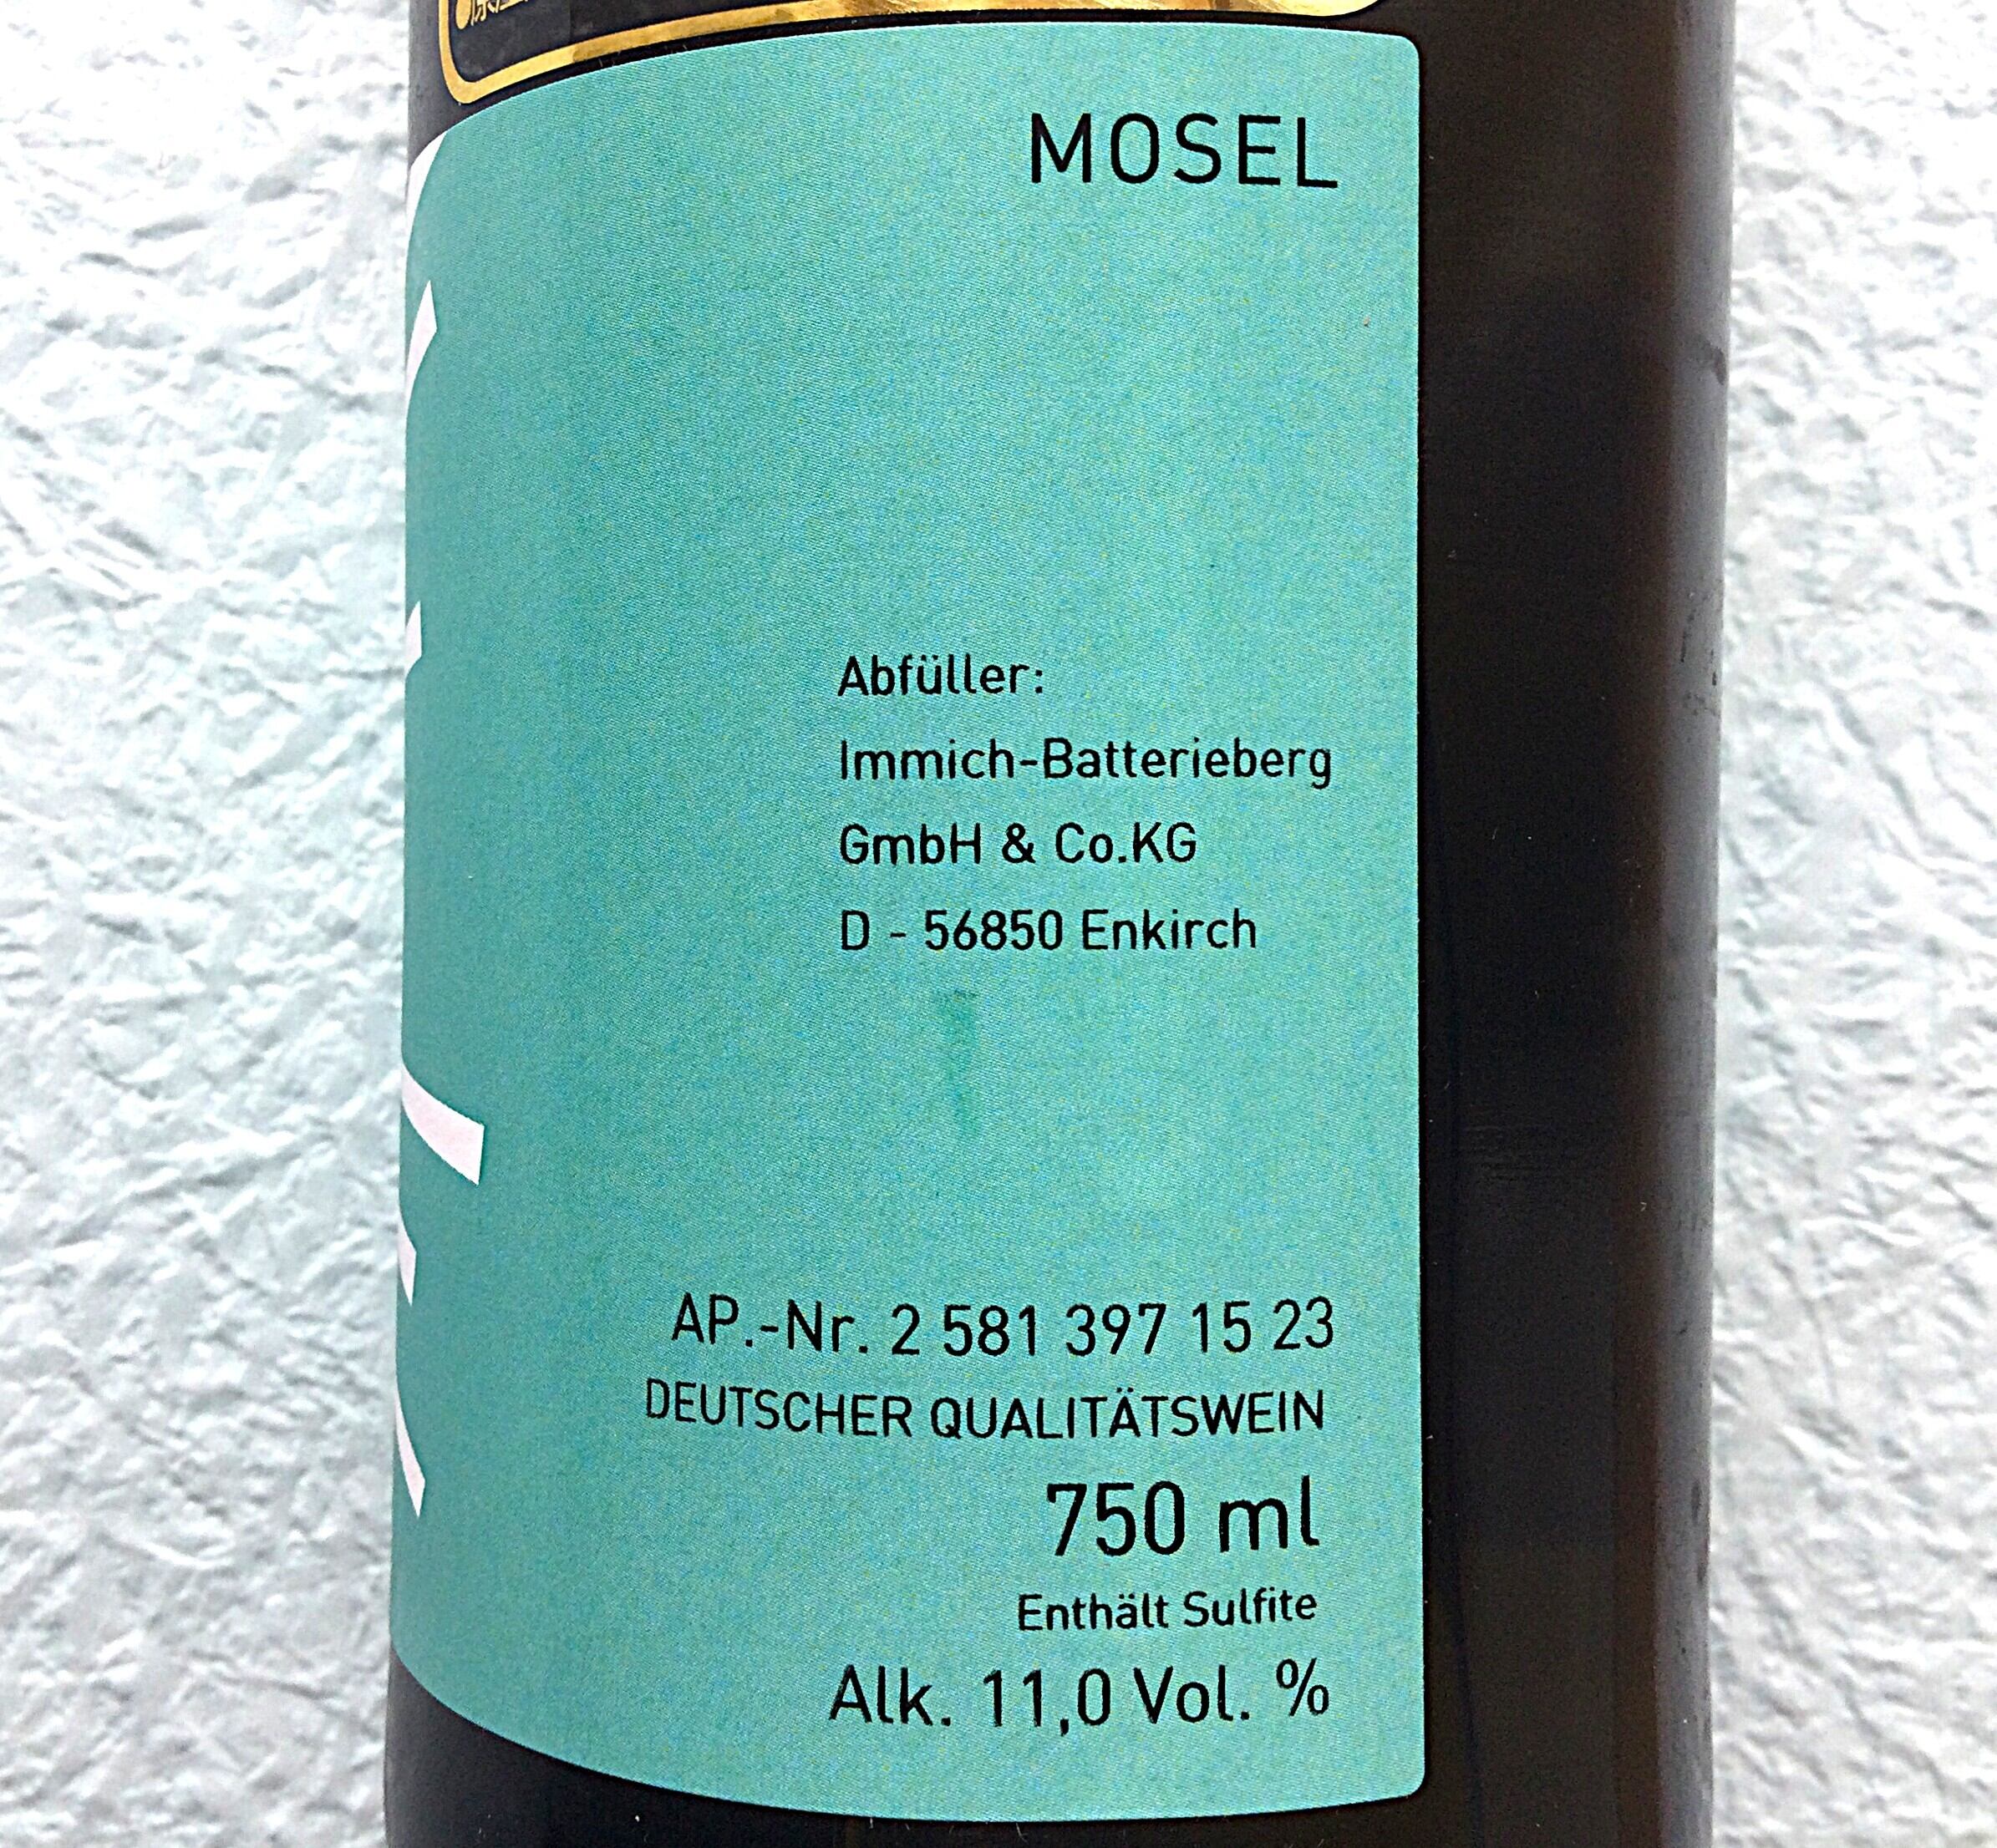 MOSEL
Abfüller:
Immich-Batterieberg
GmbH & Co.KG
D - 56850 Enkirch
AP.-Nr. 2 581 397 15 23
DEUTSCHER QUALITÄTSWEIN
750 ml
Enthält Sulfite
Alk. 11,0 Vol. %